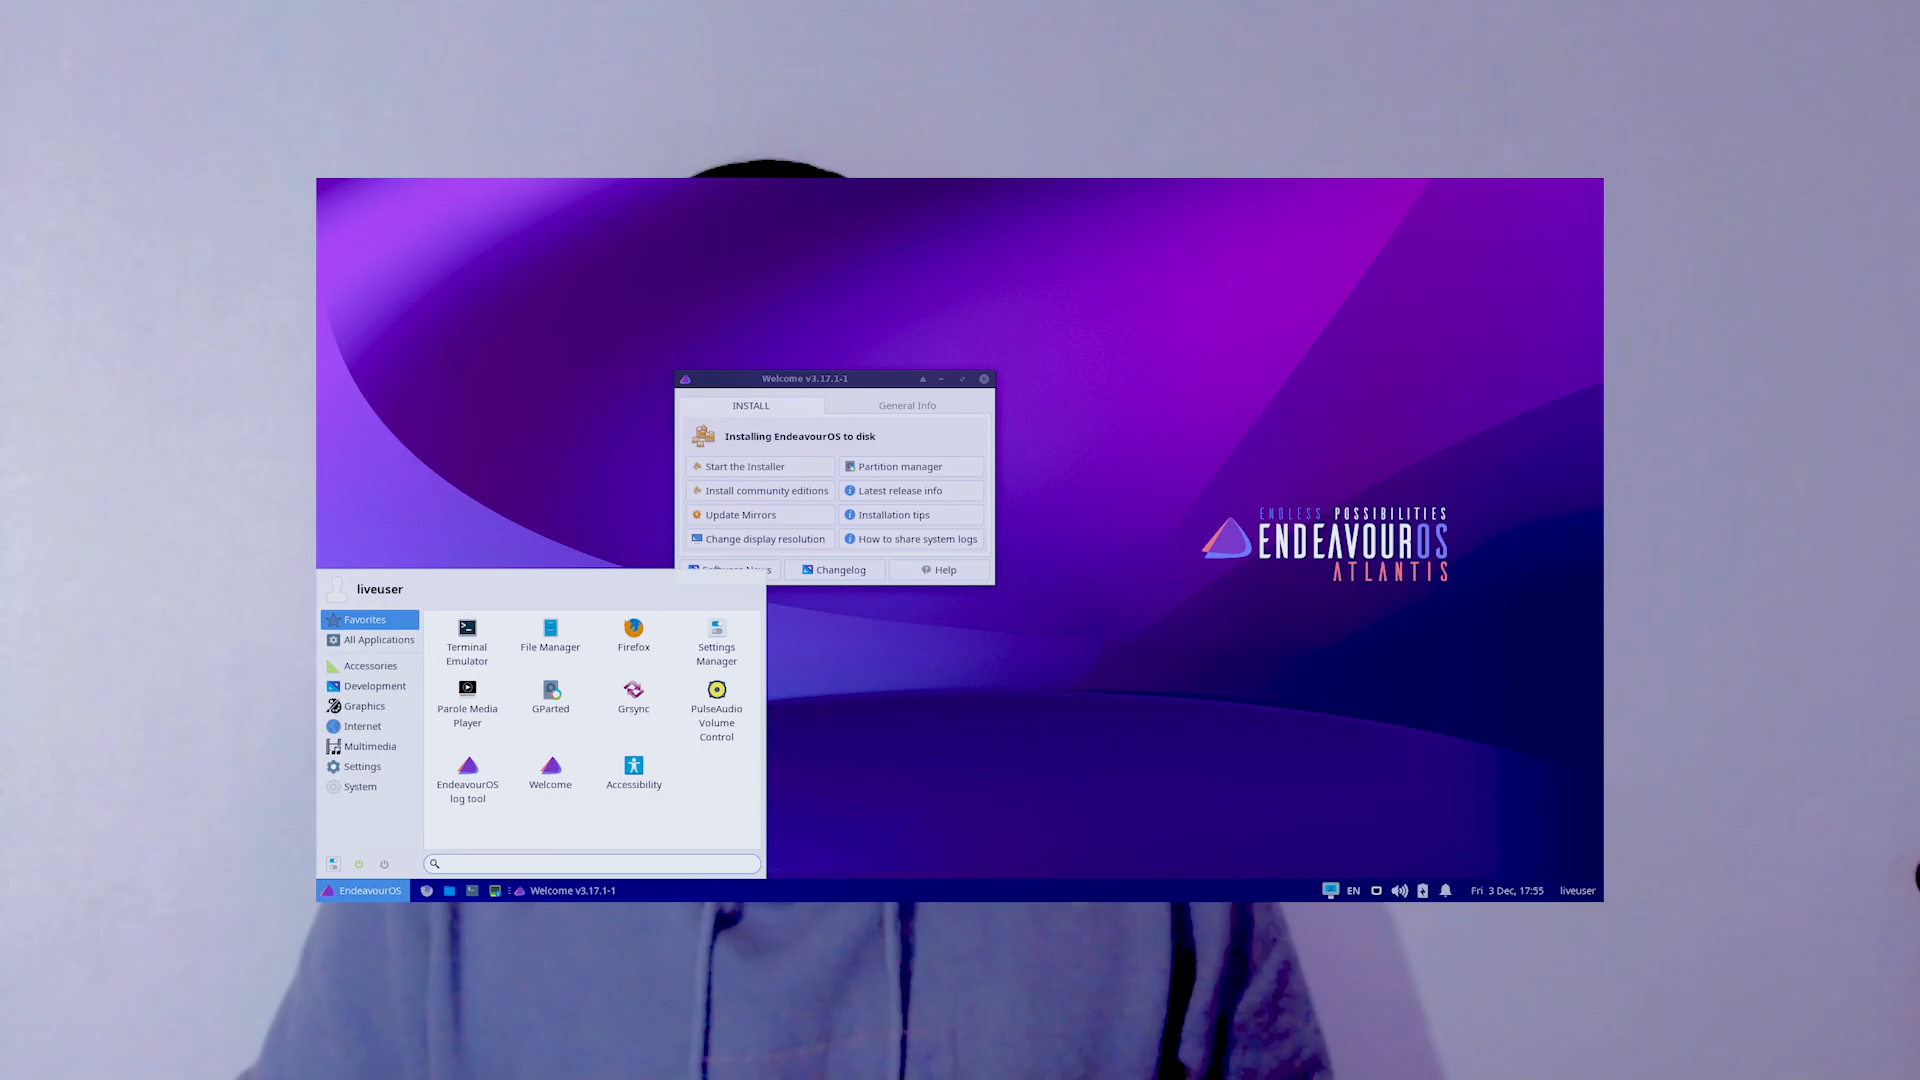 Welcome v3.17.1-1
INSTALL
General Info
Installing EndeavourOS to disk
Start the Installer
Partition manager
Install community editions
Latest release info
Update Mirrors
Installation tips
Change display resolution
How to share system logs
Software News
Changelog
Help
ENDLESS POSSIBILITIES
ENDEAVOUROS
ATLANTIS
liveuser
Favorites
All Applications
Accessories
Development
Graphics
Internet
Multimedia
Settings
System
Terminal
Emulator
File Manager
Firefox
Settings
Manager
Parole Media
Player
GParted
Grsync
PulseAudio
Volume
Control
EndeavourOS
log tool
Welcome
Accessibility
EndeavourOS
Welcome v3.17.1-1
EN
Fri 3 Dec, 17:55
liveuser